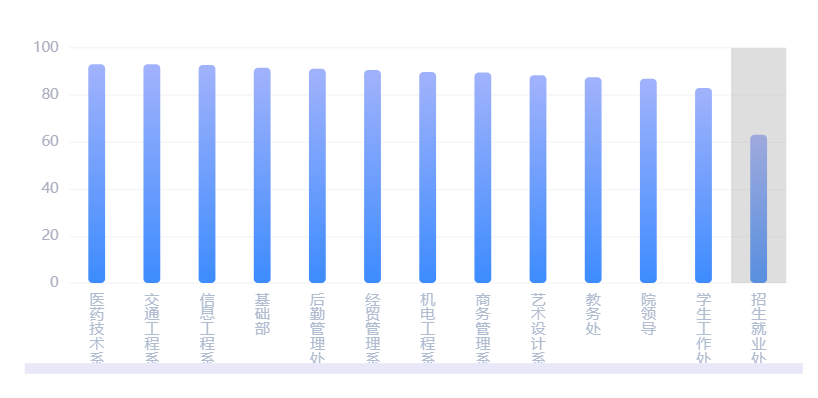 100
80
60
40
20
0
医药技术系
交通工程系
信息工程系
基础部
后勤管理处
经贸管理系
机电工程系
商务管理系
艺术设计系
教务处
院领导
学生工作处
招生就业处